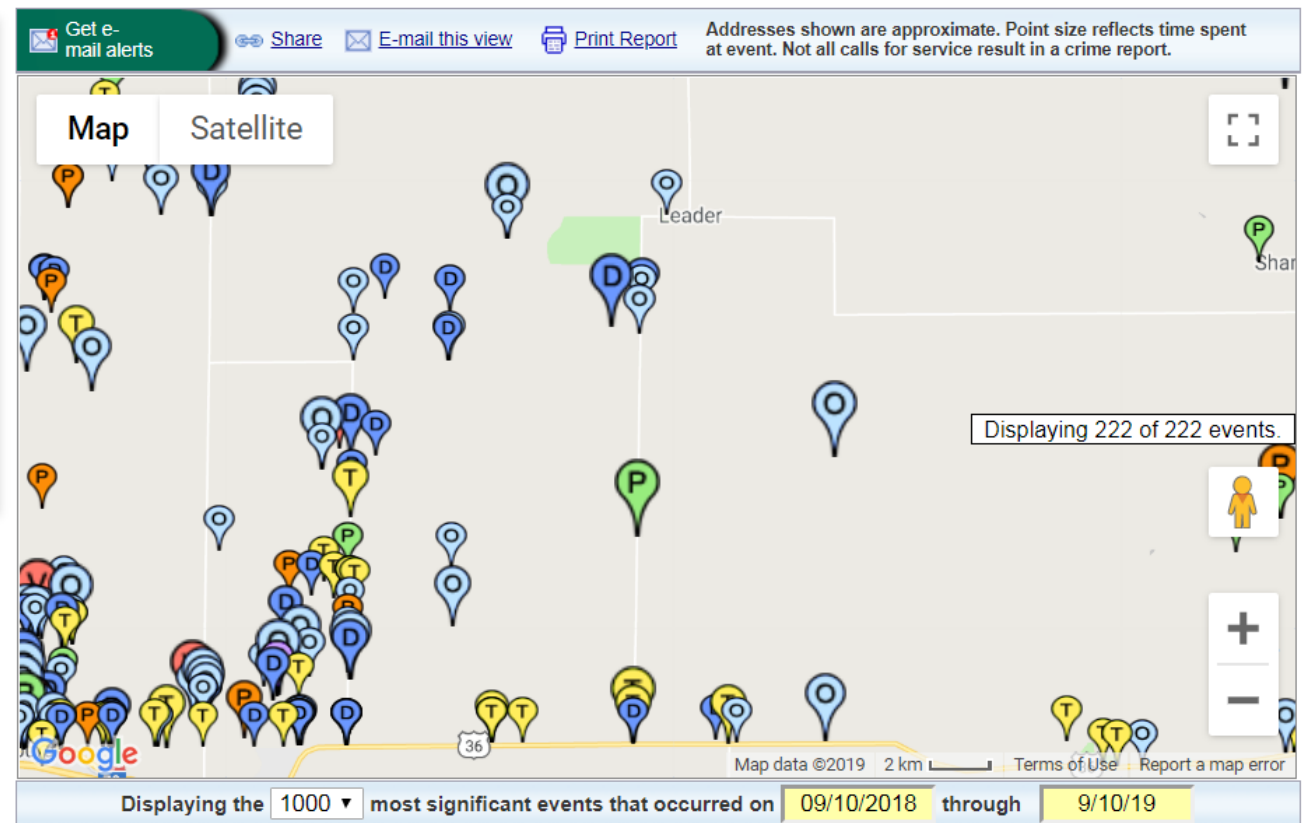 Get e-
mail alerts
Share
E-mail this view
Print Report
Addresses shown are approximate. Point size reflects time spent
at event. Not all calls for service result in a crime report.
Map
Satellite
Leader
Shar
Displaying 222 of 222 events.
36
Google
Map data ©2019
2 km
Terms of Use
Report a map error
Displaying the 1000 most significant events that occurred on 09/10/2018 through 9/10/19